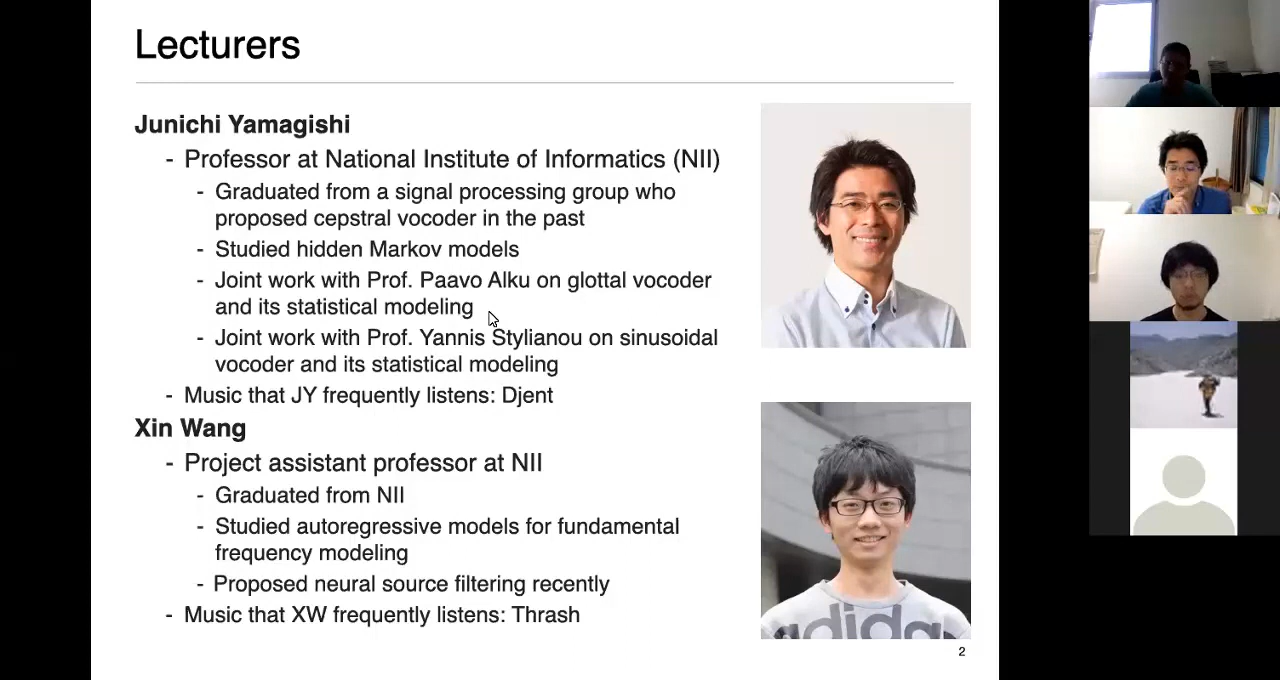 Lecturers
Junichi Yamagishi
- Professor at National Institute of Informatics (NII)
- Graduated from a signal processing group who
proposed cepstral vocoder in the past
- Studied hidden Markov models
- Joint work with Prof. Paavo Alku on glottal vocoder
and its statistical modeling
- Joint work with Prof. Yannis Stylianou on sinusoidal
vocoder and its statistical modeling
- Music that JY frequently listens: Djent
Xin Wang
- Project assistant professor at NII
- Graduated from NII
- Studied autoregressive models for fundamental
frequency modeling
- Proposed neural source filtering recently
- Music that XW frequently listens: Thrash
adidas
2